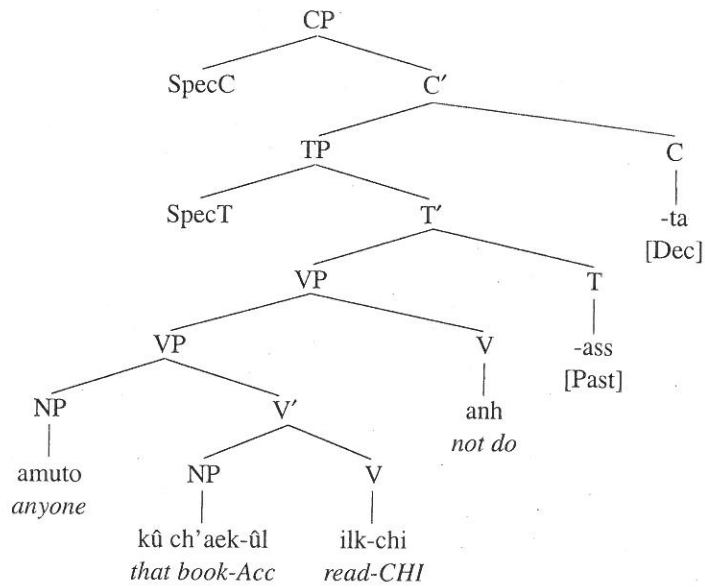 CP
SpecC C′
TP C
SpecT T′ -ta
[Dec]
VP T
VP V -ass
[Past]
NP V′ anh
not do
amuto NP V
anyone
kû ch’aek-ûl ilk-chi
that book-Acc read-CHI